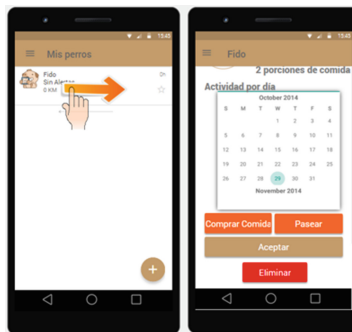 15:45
Mis perros
Fido
Sin Alertas
0 KM
+
15:45
Fido
2 porciones de comida
Actividad por día
October 2014
S M T W T F S
1 2 3 4
5 6 7 8 9 10 11
12 13 14 15 16 17 18
19 20 21 22 23 24 25
26 27 28 29 30 31
November 2014
Comprar Comida
Pasear
Aceptar
Eliminar